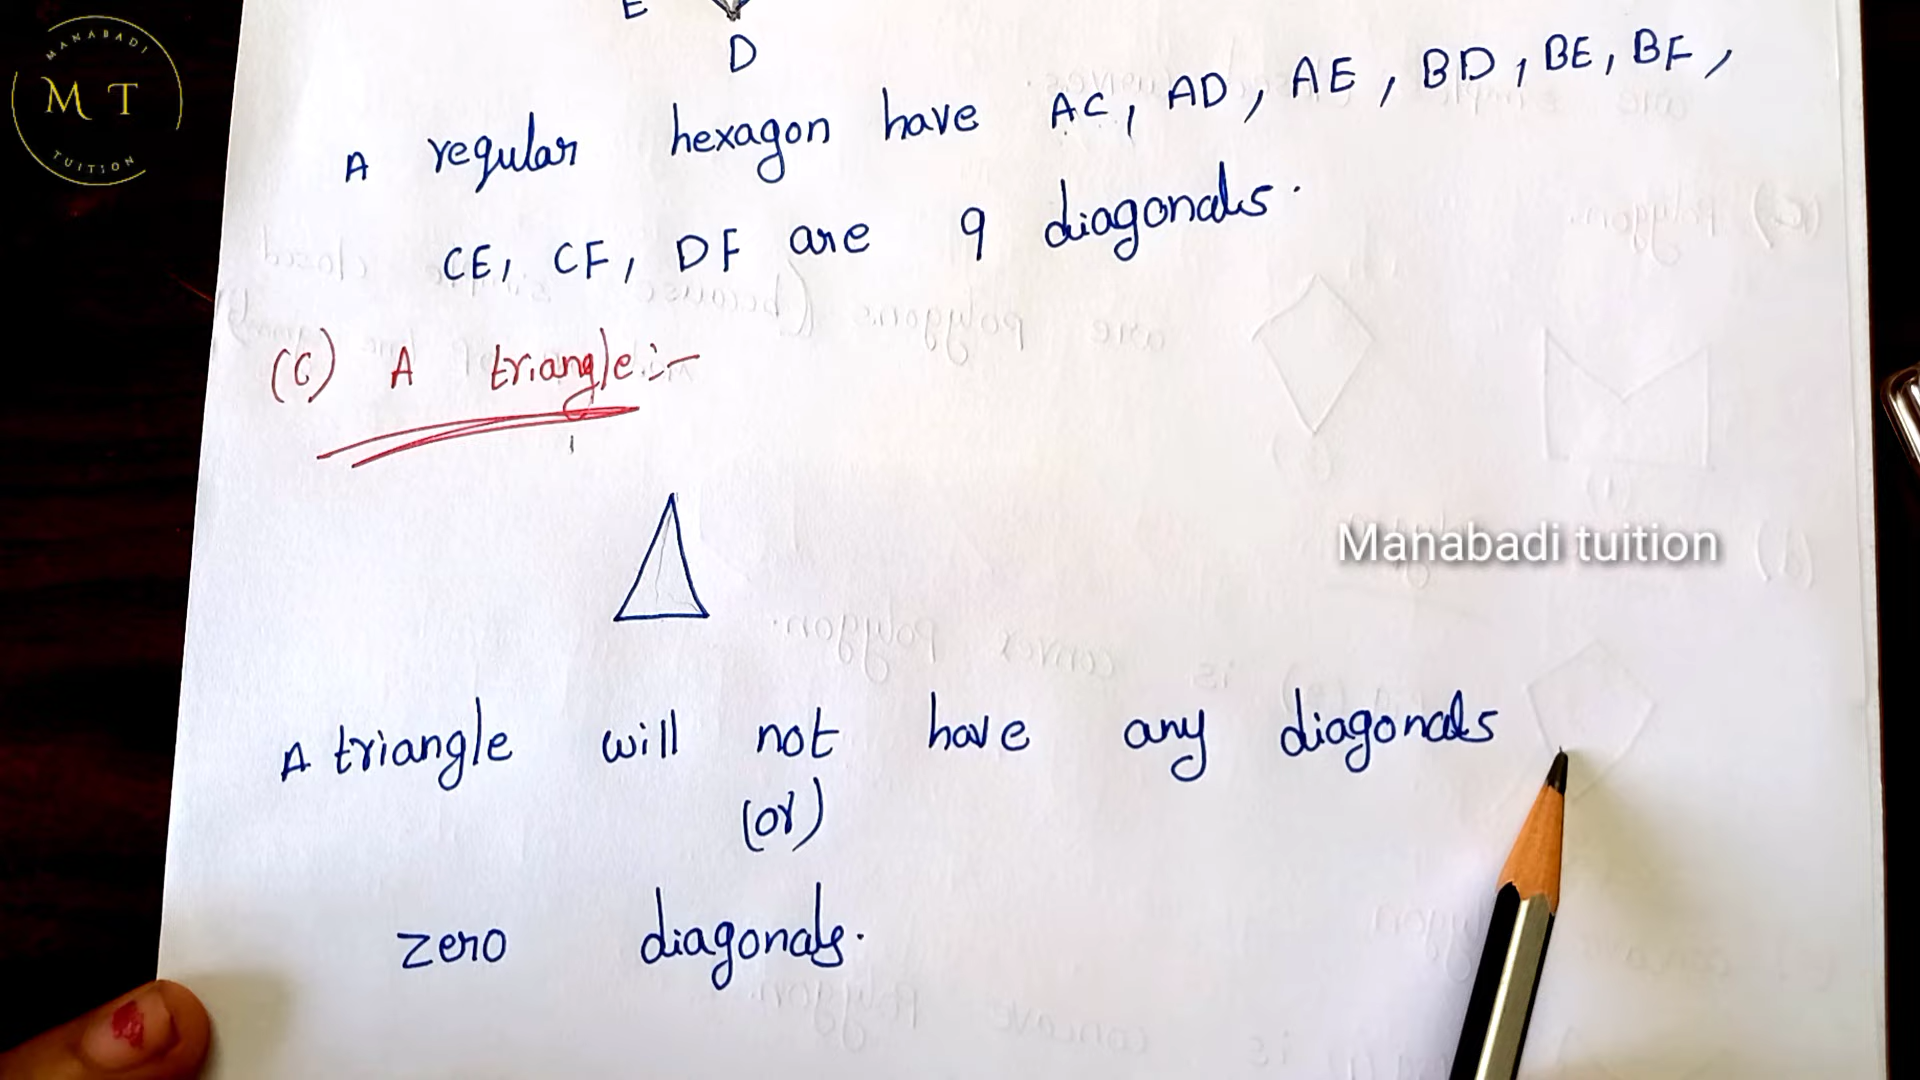 MANABADI
MT
TUITION
E
D
A regular hexagon have AC, AD, AE, BD, BE, BF,
CE, CF, DF are 9 diagonals.
(C) A triangle:-
Manabadi tuition
A triangle will not have any diagonals
(or)
zero diagonals.